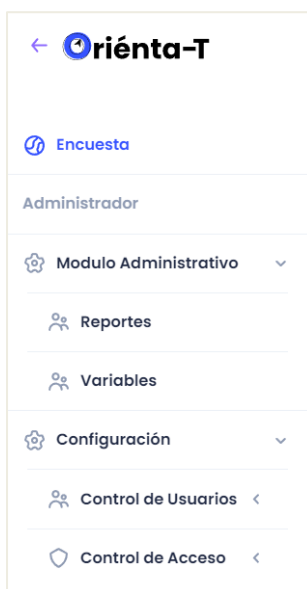 Oriénta-T
Encuesta
Administrador
Modulo Administrativo
Reportes
Variables
Configuración
Control de Usuarios
Control de Acceso